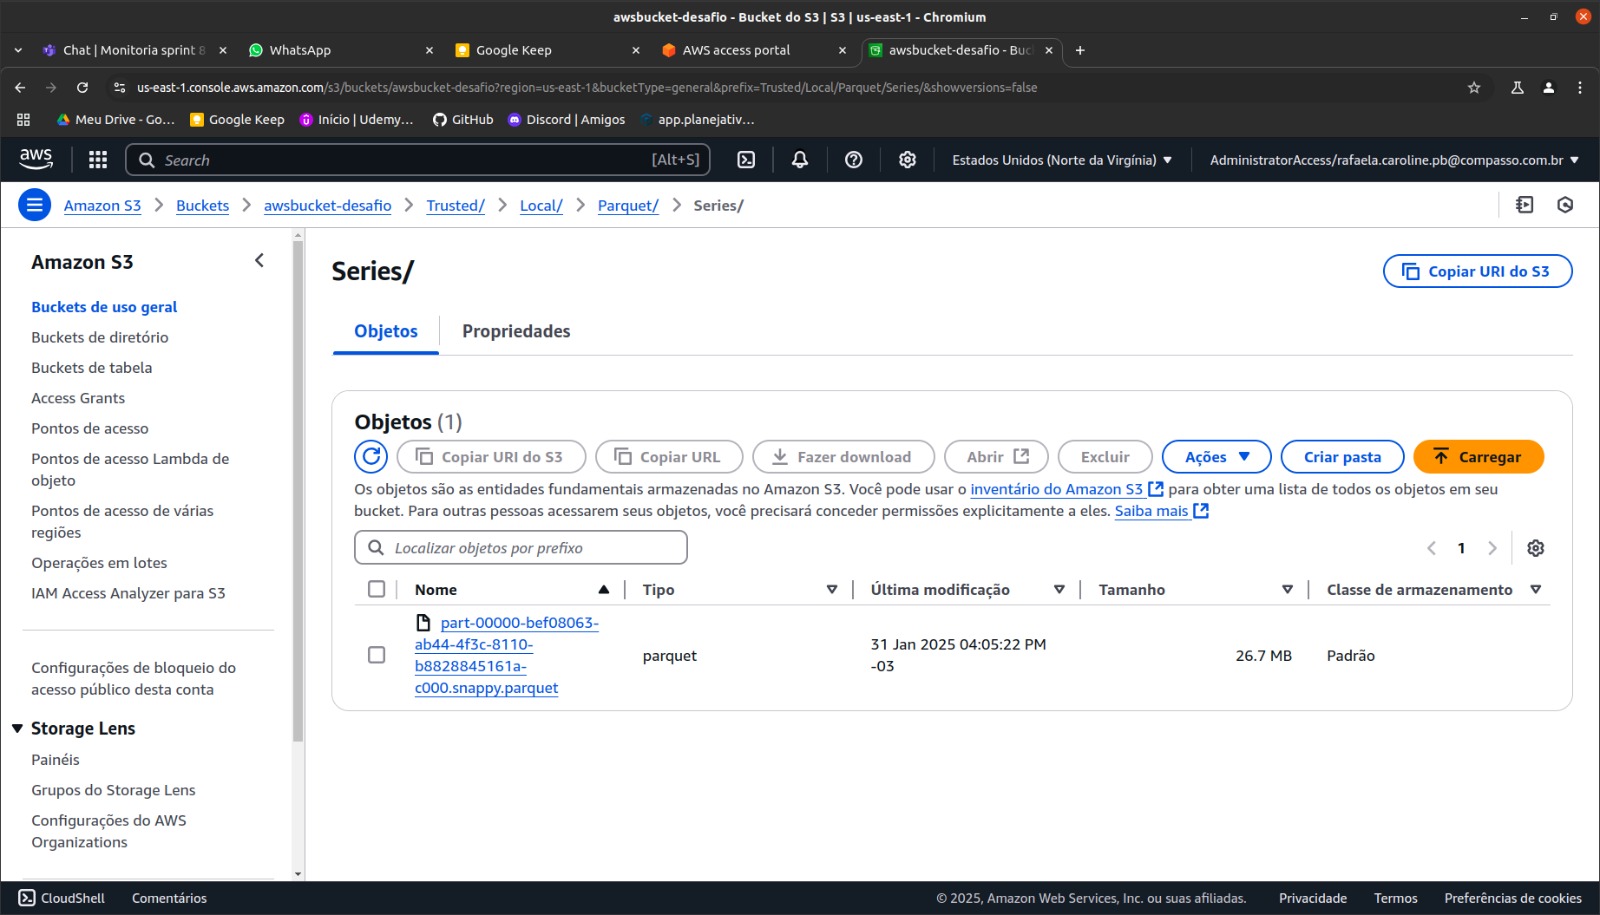 awsbucket-desafio - Bucket do S3 | S3 | us-east-1 - Chromium
Chat | Monitoria sprint 8
WhatsApp
Google Keep
AWS access portal
awsbucket-desafio - Buc
us-east-1.console.aws.amazon.com/s3/buckets/awsbucket-desafio?region=us-east-1&bucketType=general&prefix=Trusted/Local/Parquet/Series/&showversions=false
Meu Drive - Go...
Google Keep
Início | Udemy...
GitHub
Discord | Amigos
app.planejativ...
aws
Search
[Alt+S]
Estados Unidos (Norte da Virgínia)
AdministratorAccess/rafaela.caroline.pb@compasso.com.br
Amazon S3
Buckets
awsbucket-desafio
Trusted/
Local/
Parquet/
Series/
Amazon S3
Buckets de uso geral
Buckets de diretório
Buckets de tabela
Access Grants
Pontos de acesso
Pontos de acesso Lambda de
objeto
Pontos de acesso de várias
regiões
Operações em lotes
IAM Access Analyzer para S3
Configurações de bloqueio do
acesso público desta conta
Storage Lens
Painéis
Grupos do Storage Lens
Configurações do AWS
Organizations
Series/
Copiar URI do S3
Objetos
Propriedades
Objetos (1)
Copiar URI do S3
Copiar URL
Fazer download
Abrir
Excluir
Ações
Criar pasta
Carregar
Os objetos são as entidades fundamentais armazenadas no Amazon S3. Você pode usar o inventário do Amazon S3 para obter uma lista de todos os objetos em seu
bucket. Para outras pessoas acessarem seus objetos, você precisará conceder permissões explicitamente a eles. Saiba mais
Localizar objetos por prefixo
1
Nome
Tipo
Última modificação
Tamanho
Classe de armazenamento
part-00000-bef08063-
ab44-4f3c-8110-
b8828845161a-
c000.snappy.parquet
parquet
31 Jan 2025 04:05:22 PM
-03
26.7 MB
Padrão
CloudShell
Comentários
© 2025, Amazon Web Services, Inc. ou suas afiliadas.
Privacidade
Termos
Preferências de cookies